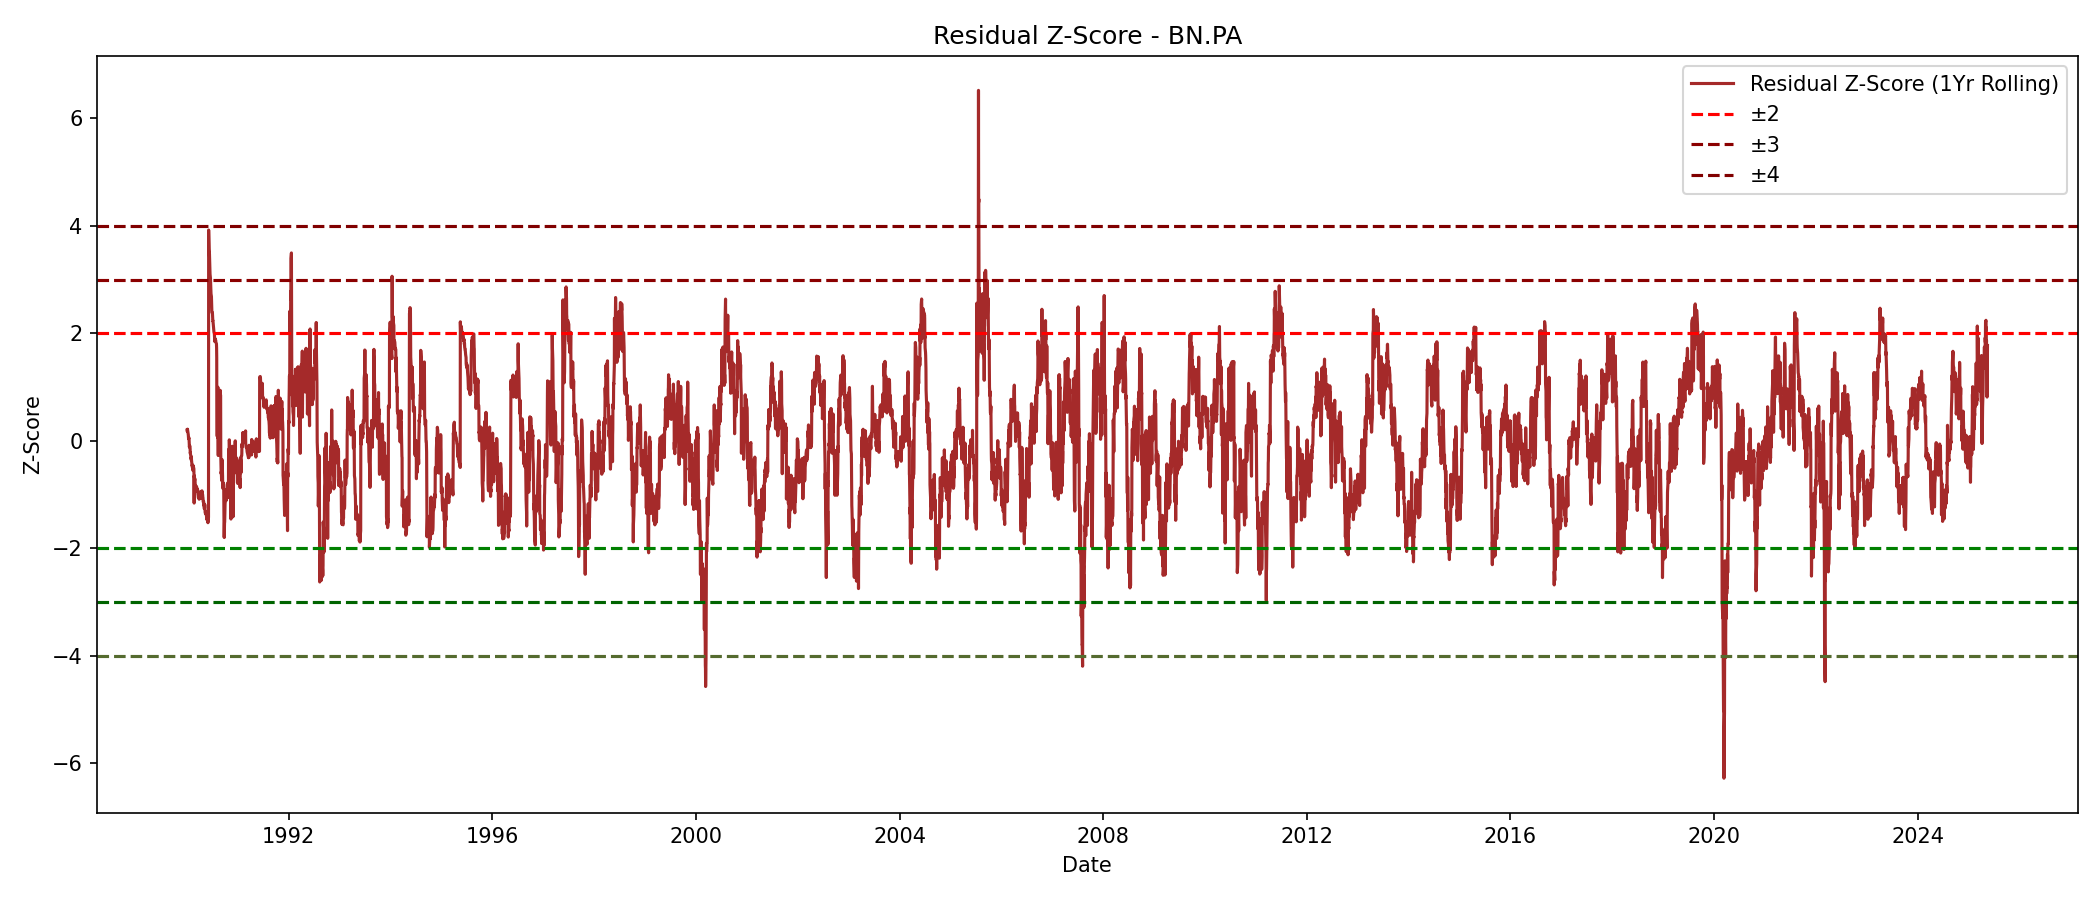 Residual Z-Score - BN.PA
Residual Z-Score (1Yr Rolling)
±2
±3
±4
6
4
2
0
−2
−4
−6
Z-Score
1992 1996 2000 2004 2008 2012 2016 2020 2024
Date